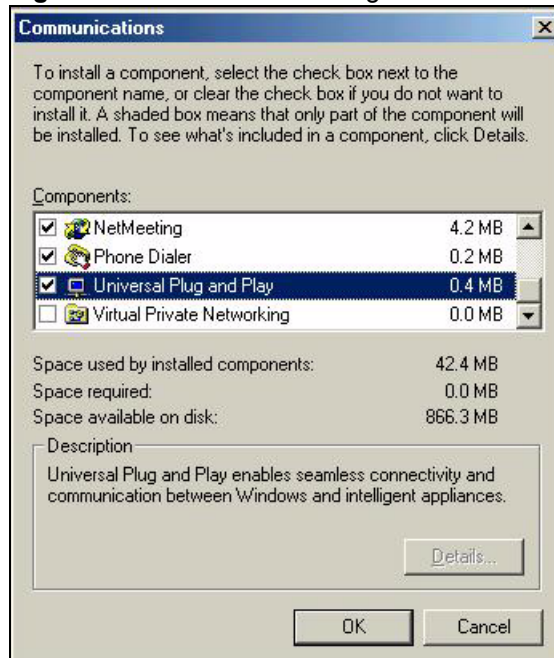 Communications
To install a component, select the check box next to the
component name, or clear the check box if you do not want to
install it. A shaded box means that only part of the component will
be installed. To see what's included in a component, click Details.
Components:
NetMeeting 4.2 MB
Phone Dialer 0.2 MB
Universal Plug and Play 0.4 MB
Virtual Private Networking 0.0 MB
Space used by installed components: 42.4 MB
Space required: 0.0 MB
Space available on disk: 866.3 MB
Description
Universal Plug and Play enables seamless connectivity and
communication between Windows and intelligent appliances.
Details...
OK Cancel